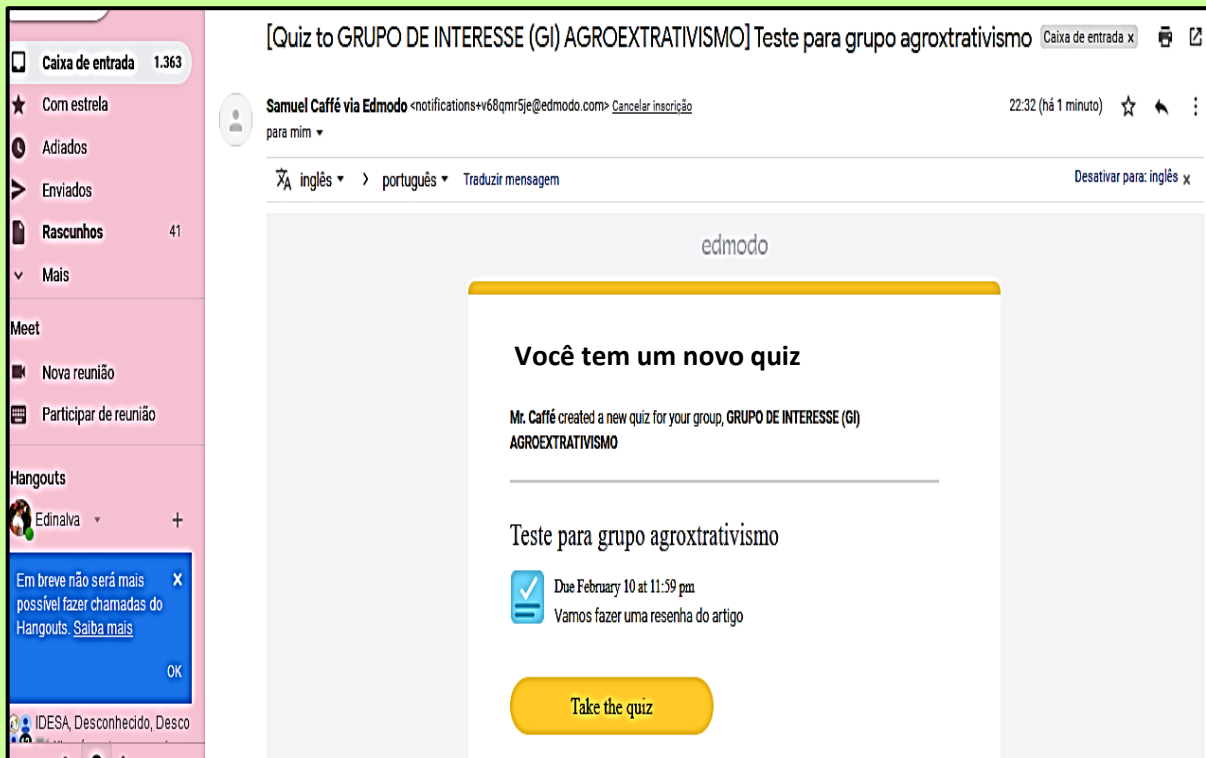 [Quiz to GRUPO DE INTERESSE (GI) AGROEXTRATIVISMO] Teste para grupo agroxtrativismo Caixa de entrada x
Caixa de entrada 1.363
Com estrela
Adiados
Enviados
Rascunhos 41
Mais
Meet
Nova reunião
Participar de reunião
Hangouts
Edinalva +
Em breve não será mais x
possível fazer chamadas do
Hangouts. Saiba mais
OK
IDESA, Desconhecido, Desco
Samuel Caffé via Edmodo <notifications+v68qmr5je@edmodo.com> Cancelar inscrição 22:32 (há 1 minuto)
para mim
inglês > português Traduzir mensagem Desativar para: inglês x
edmodo
Você tem um novo quiz
Mr. Caffé created a new quiz for your group, GRUPO DE INTERESSE (GI)
AGROEXTRATIVISMO
Teste para grupo agroxtrativismo
Due February 10 at 11:59 pm
Vamos fazer uma resenha do artigo
Take the quiz